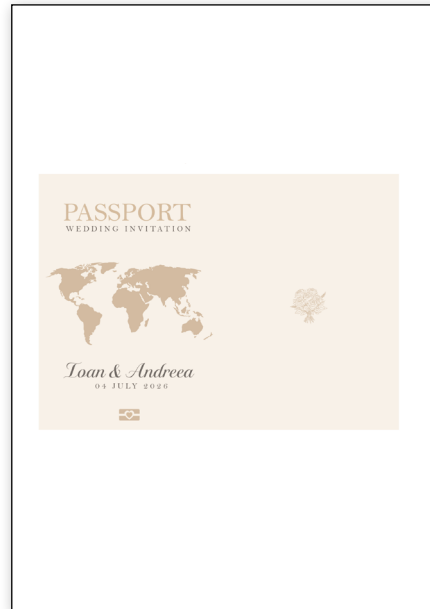 PASSPORT
WEDDING INVITATION
Ioan & Andreea
04 JULY 2026